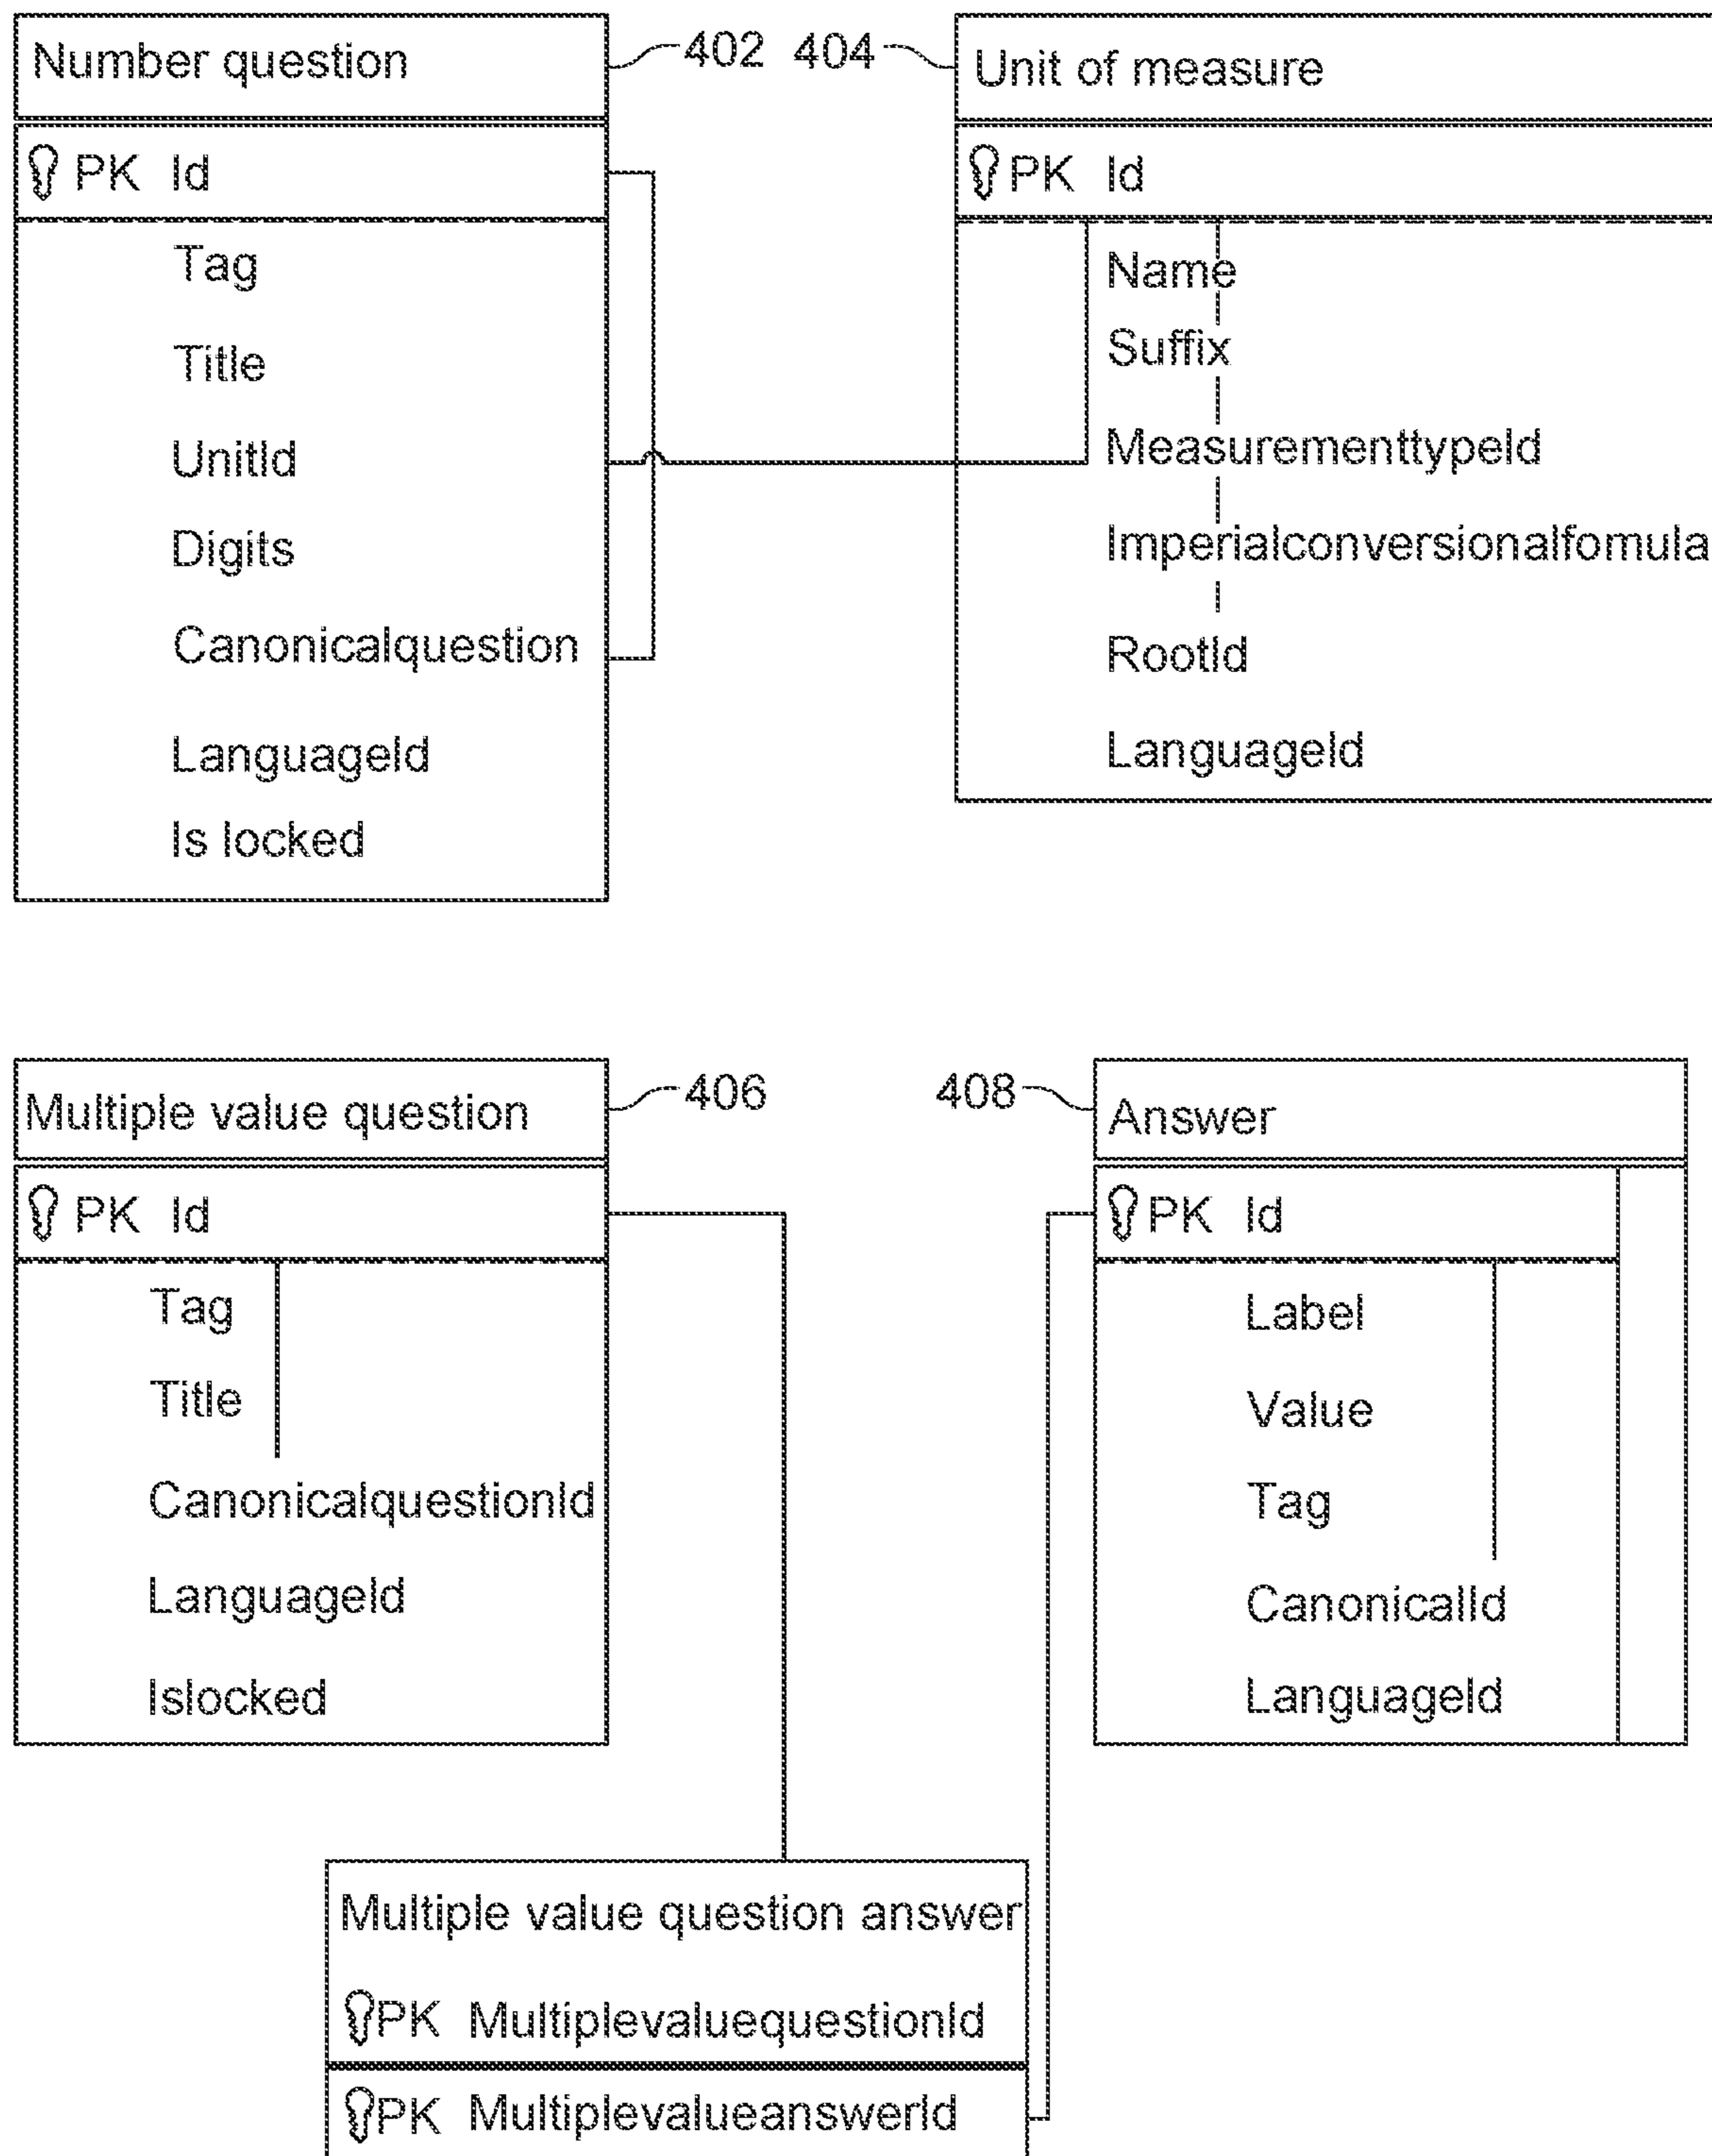 Number question
402
404
Unit of measure
PK Id
Tag
Title
UnitId
Digits
Canonicalquestion
LanguageId
Is locked
PK Id
Name
Suffix
MeasurementtypeId
Imperialconversionalfomula
RootId
LanguageId
Multiple value question
406
408
Answer
PK Id
Tag
Title
CanonicalquestionId
LanguageId
Islocked
PK Id
Label
Value
Tag
CanonicalId
LanguageId
Multiple value question answer
PK MultiplevaluequestionId
PK MultiplevalueanswerId